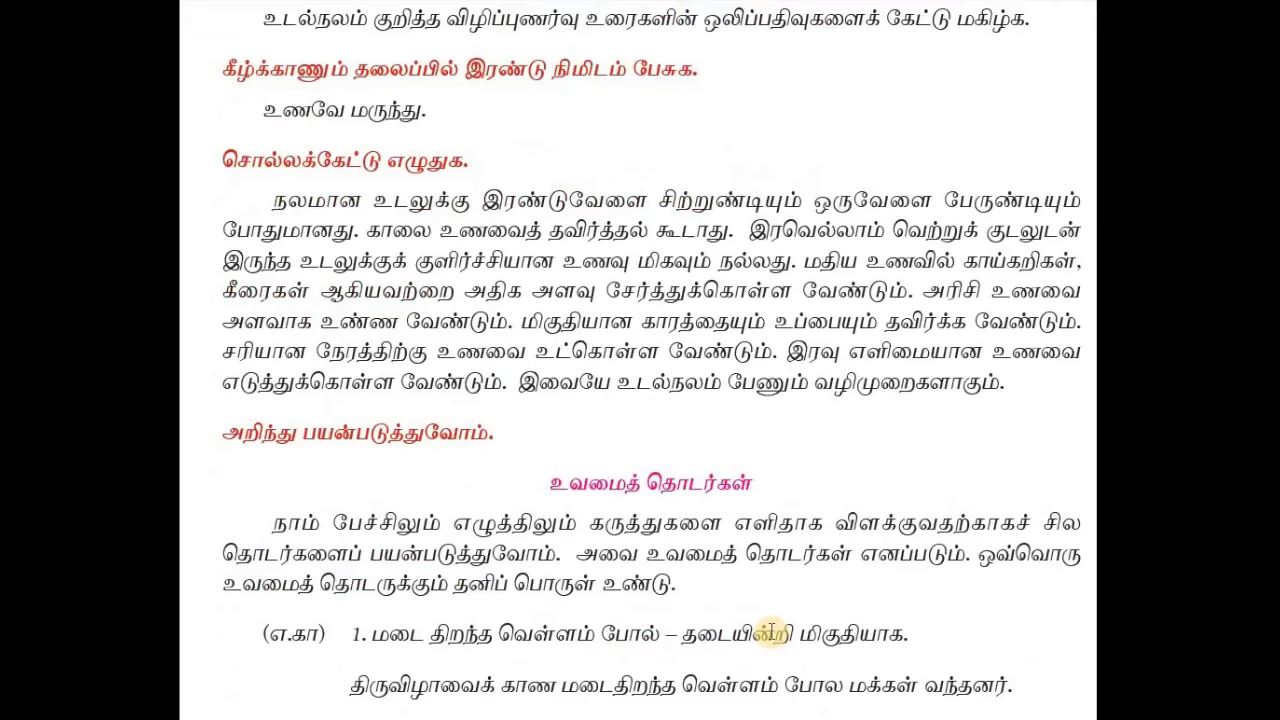 உடல்நலம் குறித்த விழிப்புணர்வு உரைகளின் ஒலிப்பதிவுகளைக் கேட்டு மகிழ்க.
கீழ்க்காணும் தலைப்பில் இரண்டு நிமிடம் பேசுக.
உணவே மருந்து.
சொல்லக்கேட்டு எழுதுக.
நலமான உடலுக்கு இரண்டுவேளை சிற்றுண்டியும் ஒருவேளை பேருண்டியும்
போதுமானது. காலை உணவைத் தவிர்த்தல் கூடாது. இரவெல்லாம் வெற்றுக் குடலுடன்
இருந்த உடலுக்குக் குளிர்ச்சியான உணவு மிகவும் நல்லது. மதிய உணவில் காய்கறிகள்,
கீரைகள் ஆகியவற்றை அதிக அளவு சேர்த்துக்கொள்ள வேண்டும். அரிசி உணவை
அளவாக உண்ண வேண்டும். மிகுதியான காரத்தையும் உப்பையும் தவிர்க்க வேண்டும்.
சரியான நேரத்திற்கு உணவை உட்கொள்ள வேண்டும். இரவு எளிமையான உணவை
எடுத்துக்கொள்ள வேண்டும். இவையே உடல்நலம் பேணும் வழிமுறைகளாகும்.
அறிந்து பயன்படுத்துவோம்.
உவமைத் தொடர்கள்
நாம் பேச்சிலும் எழுத்திலும் கருத்துகளை எளிதாக விளக்குவதற்காகச் சில
தொடர்களைப் பயன்படுத்துவோம். அவை உவமைத் தொடர்கள் எனப்படும். ஒவ்வொரு
உவமைத் தொடருக்கும் தனிப் பொருள் உண்டு.
(எ.கா) 1. மடை திறந்த வெள்ளம் போல் – தடையின்றி மிகுதியாக.
திருவிழாவைக் காண மடைதிறந்த வெள்ளம் போல மக்கள் வந்தனர்.